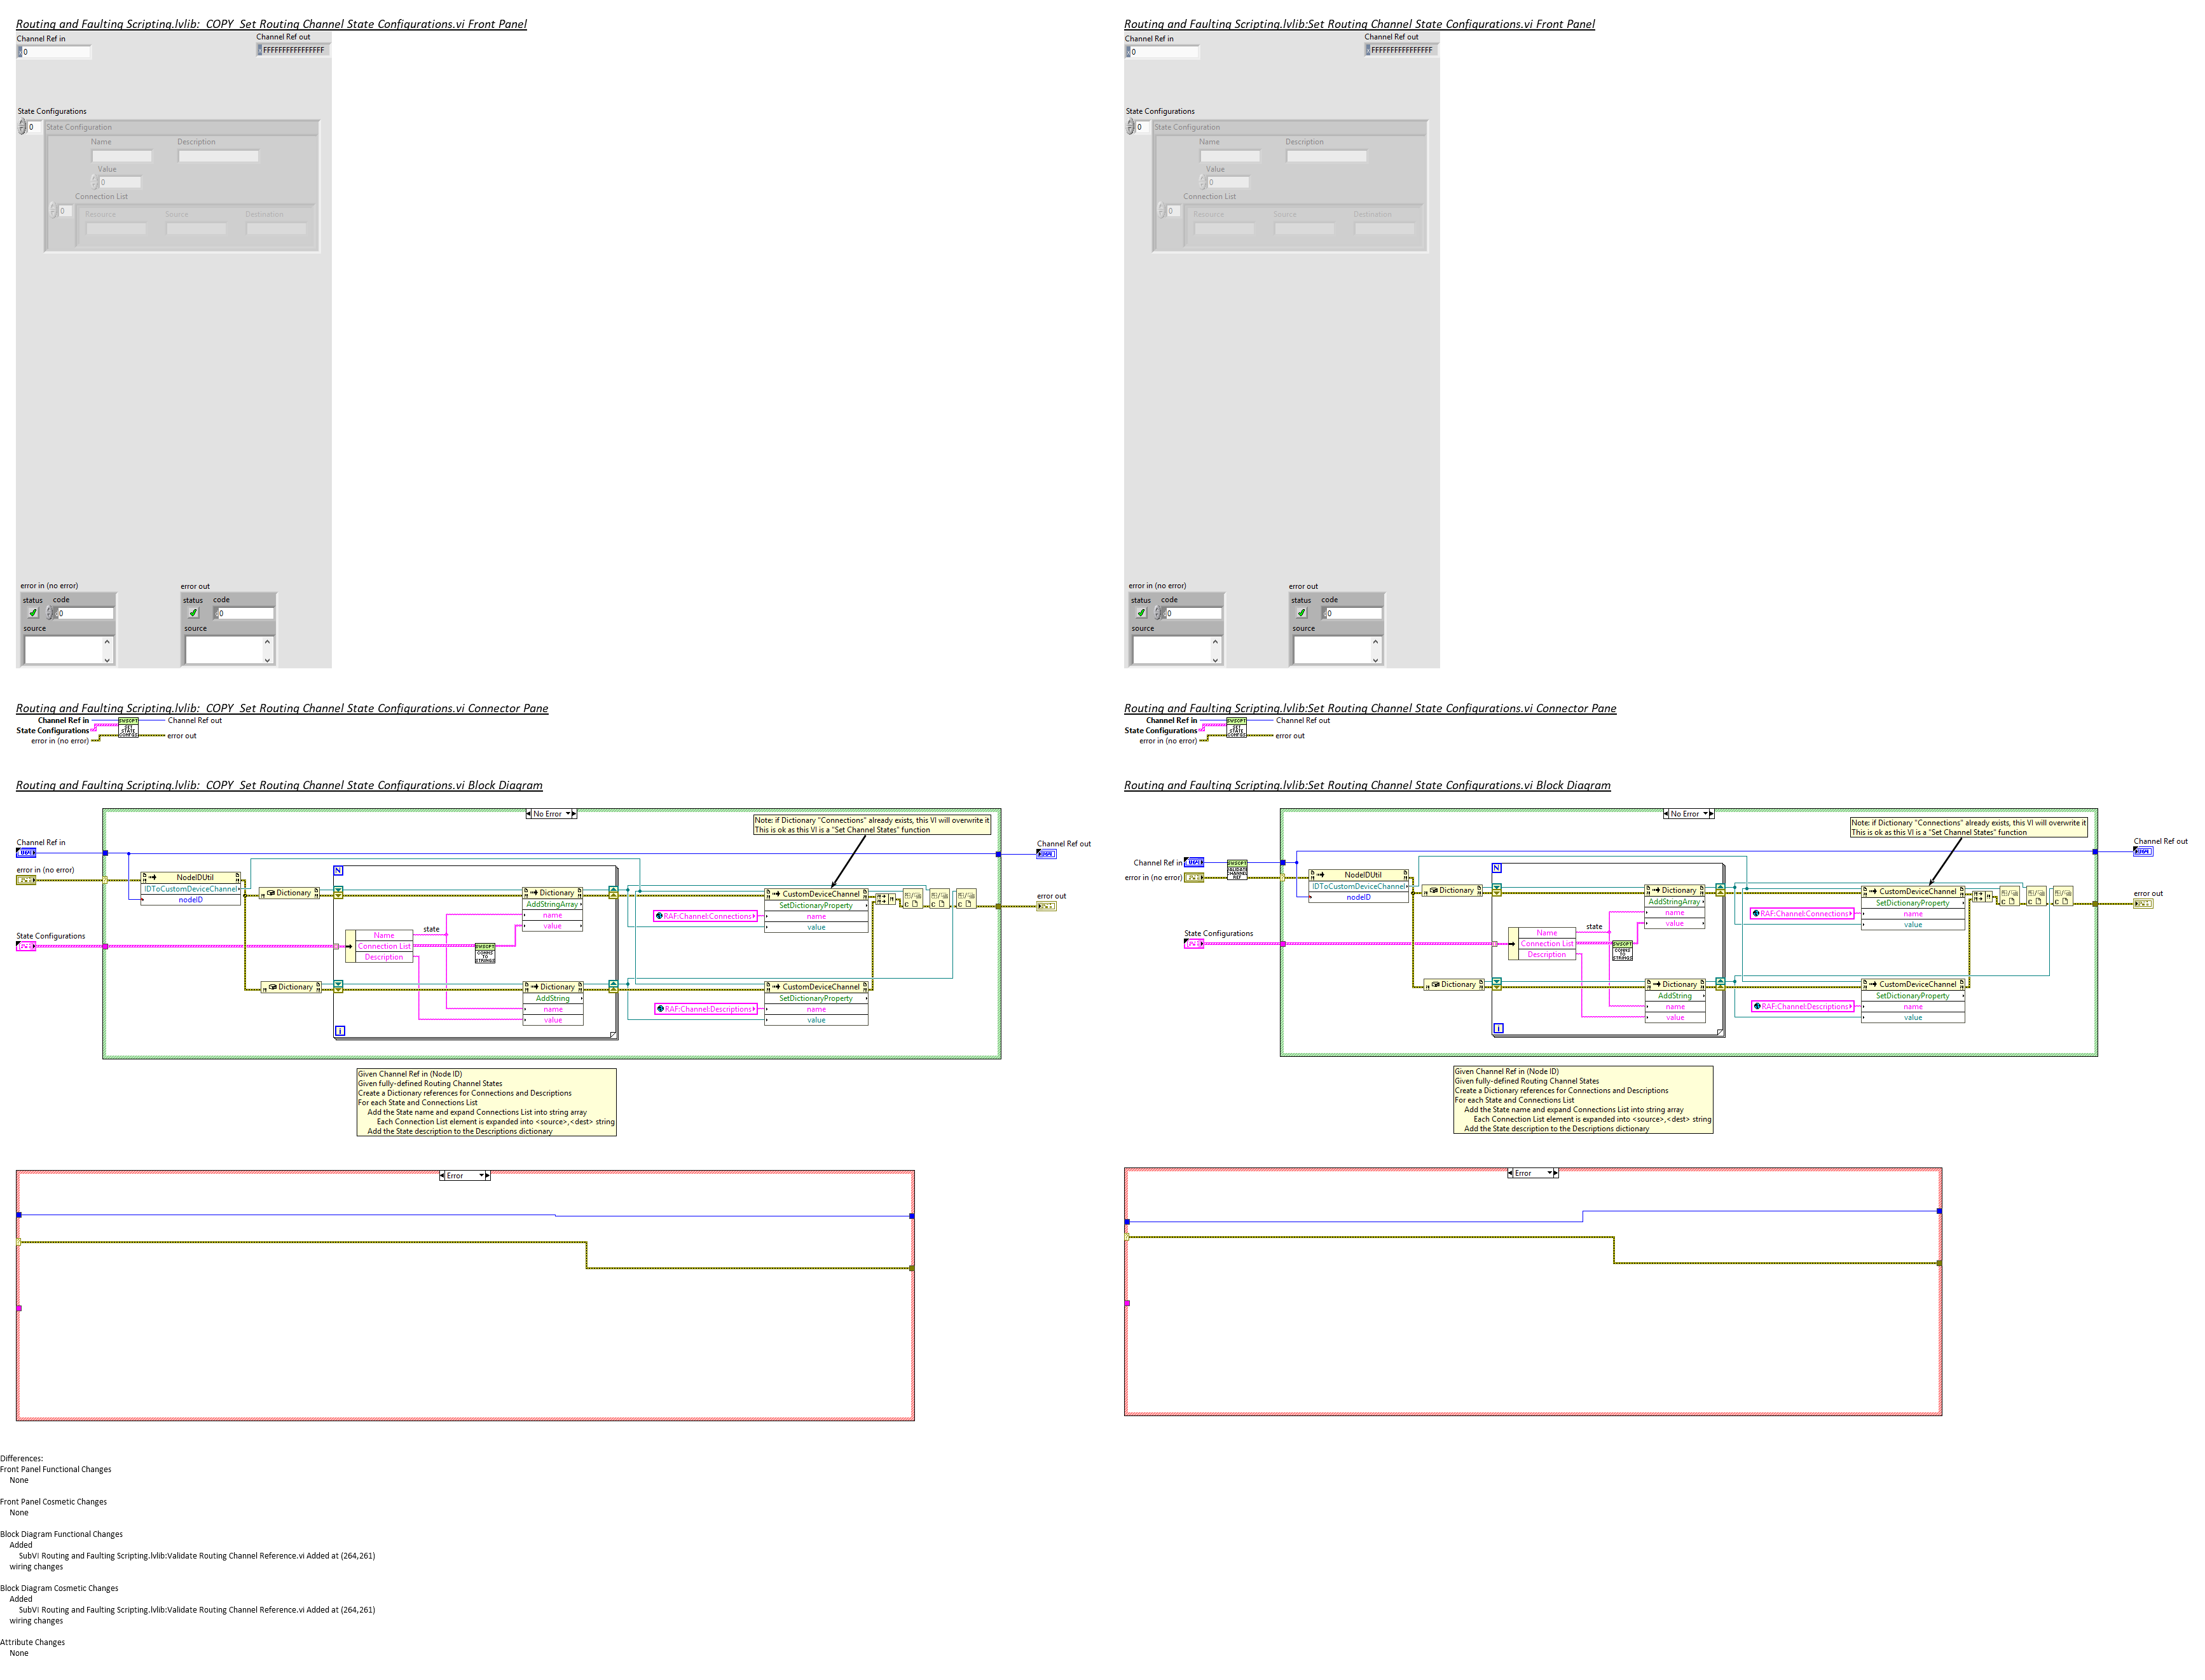 Routing and Faulting Scripting.lvlib:_COPY_Set Routing Channel State Configurations.vi Front Panel
Channel Ref in
0
Channel Ref out
FFFFFFFFFFFFFFFF
State Configurations
0
State Configuration
Name
Description
Value
0
Connection List
0
Resource
Source
Destination
error in (no error)
status
code
0
source
error out
status
code
0
source
Routing and Faulting Scripting.lvlib:_COPY_Set Routing Channel State Configurations.vi Connector Pane
Channel Ref in
State Configurations
error in (no error)
SWSCPT
SET
STATE
CONFGS
Channel Ref out
error out
Routing and Faulting Scripting.lvlib:_COPY_Set Routing Channel State Configurations.vi Block Diagram
No Error
Note: if Dictionary "Connections" already exists, this VI will overwrite it
This is ok as this VI is a "Set Channel States" function
Channel Ref in
error in (no error)
State Configurations
NodeIDUtil
IDToCustomDeviceChannel
nodeID
N
Dictionary
Dictionary
Name
Connection List
Description
state
SWSCPT
CONNS
TO
STRINGS
Dictionary
AddStringArray
name
value
Dictionary
AddString
name
value
i
RAF:Channel:Connections
RAF:Channel:Descriptions
CustomDeviceChannel
SetDictionaryProperty
name
value
CustomDeviceChannel
SetDictionaryProperty
name
value
Channel Ref out
error out
Given Channel Ref in (Node ID)
Given fully-defined Routing Channel States
Create a Dictionary references for Connections and Descriptions
For each State and Connections List
Add the State name and expand Connections List into string array
Each Connection List element is expanded into <source>,<dest> string
Add the State description to the Descriptions dictionary
Error
Differences:
Front Panel Functional Changes
None
Front Panel Cosmetic Changes
None
Block Diagram Functional Changes
Added
SubVI Routing and Faulting Scripting.lvlib:Validate Routing Channel Reference.vi Added at (264,261)
wiring changes
Block Diagram Cosmetic Changes
Added
SubVI Routing and Faulting Scripting.lvlib:Validate Routing Channel Reference.vi Added at (264,261)
wiring changes
Attribute Changes
None
Routing and Faulting Scripting.lvlib:Set Routing Channel State Configurations.vi Front Panel
Channel Ref in
0
Channel Ref out
FFFFFFFFFFFFFFFF
State Configurations
0
State Configuration
Name
Description
Value
0
Connection List
0
Resource
Source
Destination
error in (no error)
status
code
0
source
error out
status
code
0
source
Routing and Faulting Scripting.lvlib:Set Routing Channel State Configurations.vi Connector Pane
Channel Ref in
State Configurations
error in (no error)
SWSCPT
SET
STATE
CONFGS
Channel Ref out
error out
Routing and Faulting Scripting.lvlib:Set Routing Channel State Configurations.vi Block Diagram
No Error
Note: if Dictionary "Connections" already exists, this VI will overwrite it
This is ok as this VI is a "Set Channel States" function
Channel Ref in
error in (no error)
State Configurations
SWSCPT
VALIDATE
CHANNEL
REF
NodeIDUtil
IDToCustomDeviceChannel
nodeID
N
Dictionary
Dictionary
Name
Connection List
Description
state
SWSCPT
CONNS
TO
STRINGS
Dictionary
AddStringArray
name
value
Dictionary
AddString
name
value
i
RAF:Channel:Connections
RAF:Channel:Descriptions
CustomDeviceChannel
SetDictionaryProperty
name
value
CustomDeviceChannel
SetDictionaryProperty
name
value
Channel Ref out
error out
Given Channel Ref in (Node ID)
Given fully-defined Routing Channel States
Create a Dictionary references for Connections and Descriptions
For each State and Connections List
Add the State name and expand Connections List into string array
Each Connection List element is expanded into <source>,<dest> string
Add the State description to the Descriptions dictionary
Error